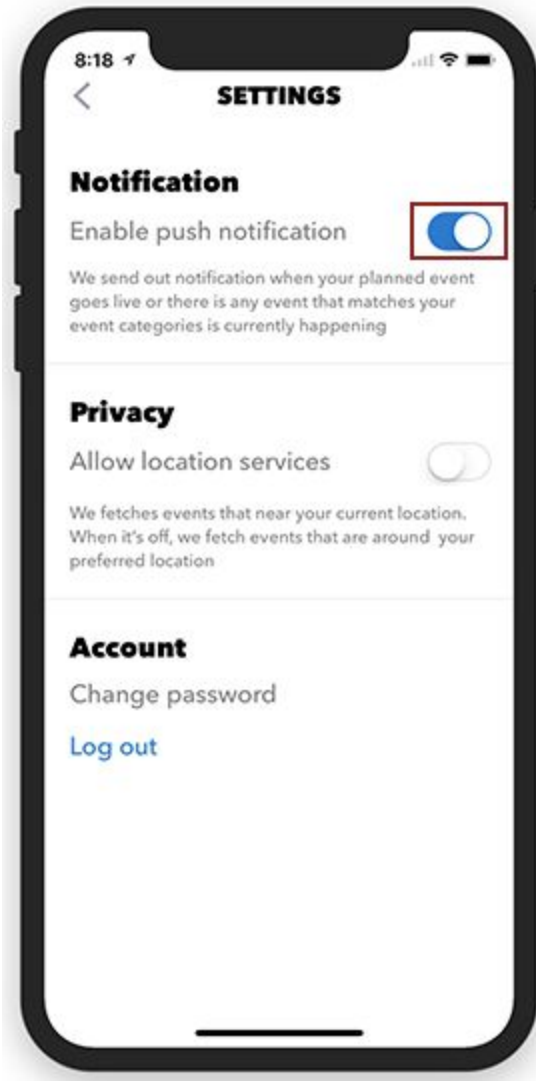 8:18
SETTINGS
Notification
Enable push notification
We send out notification when your planned event
goes live or there is any event that matches your
event categories is currently happening
Privacy
Allow location services
We fetches events that near your current location.
When it's off, we fetch events that are around your
preferred location
Account
Change password
Log out